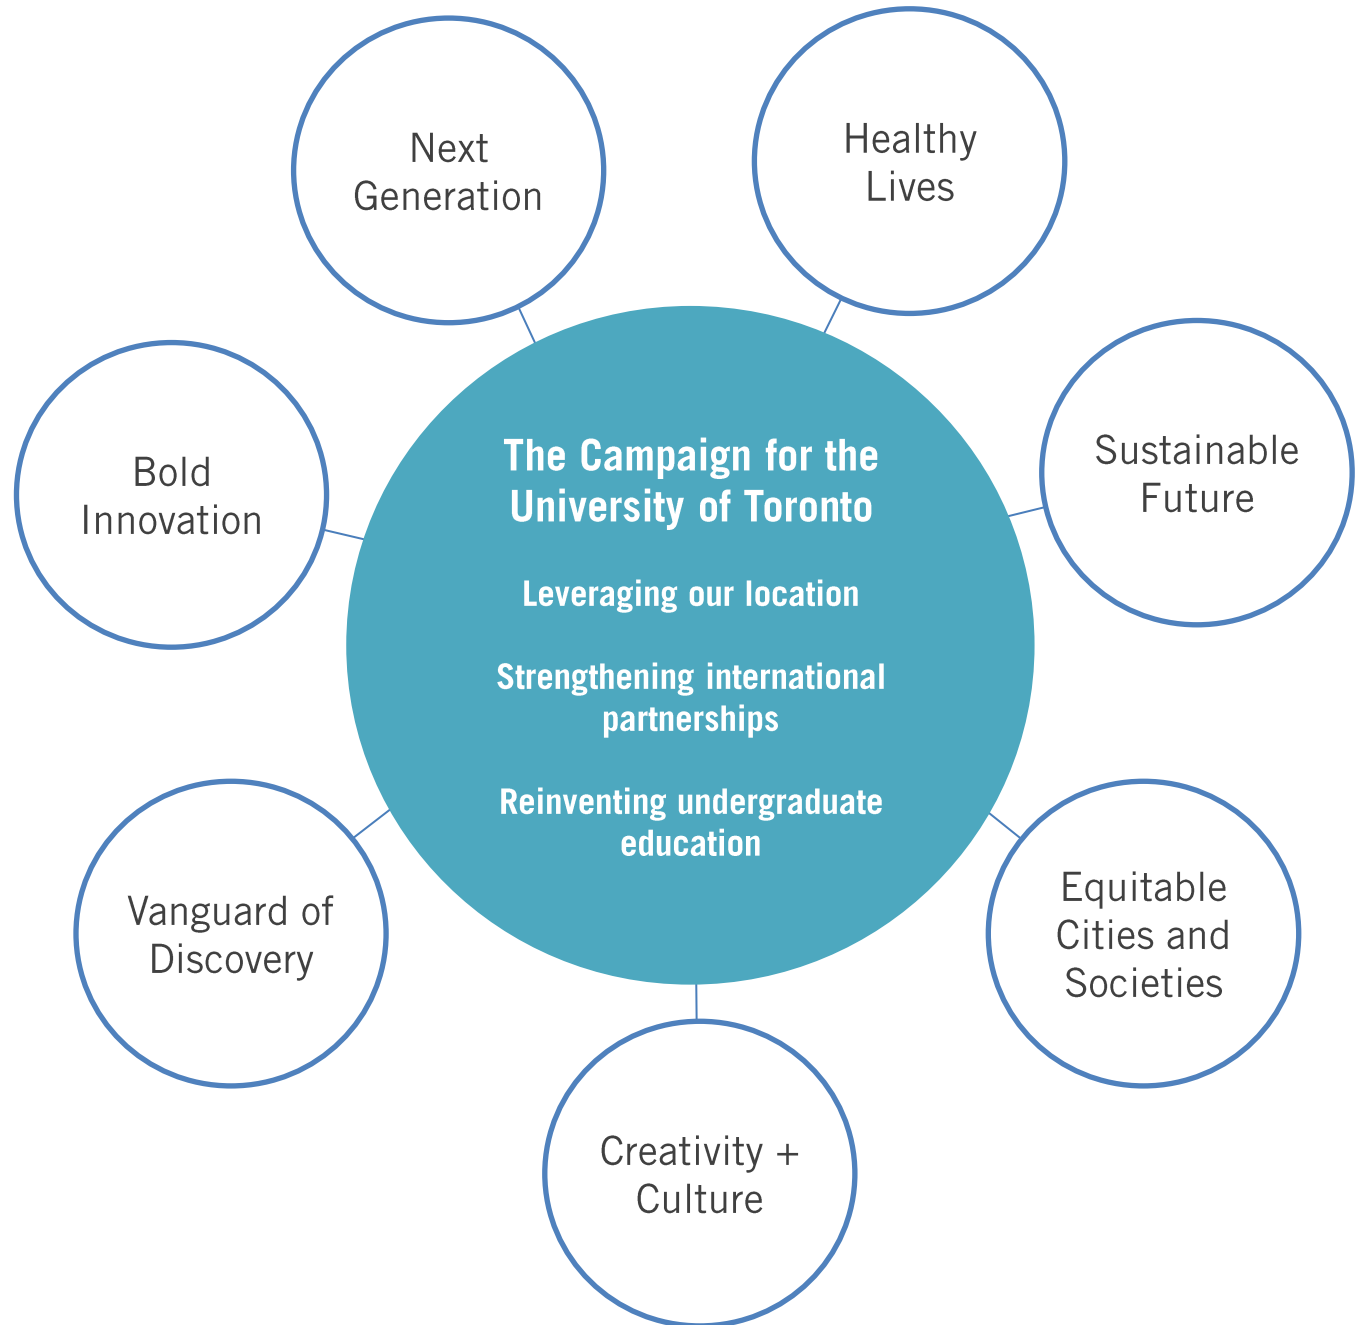 Next
Generation
Healthy
Lives
Bold
Innovation
Sustainable
Future
The Campaign for the
University of Toronto
Leveraging our location
Strengthening international
partnerships
Reinventing undergraduate
education
Vanguard of
Discovery
Equitable
Cities and
Societies
Creativity +
Culture